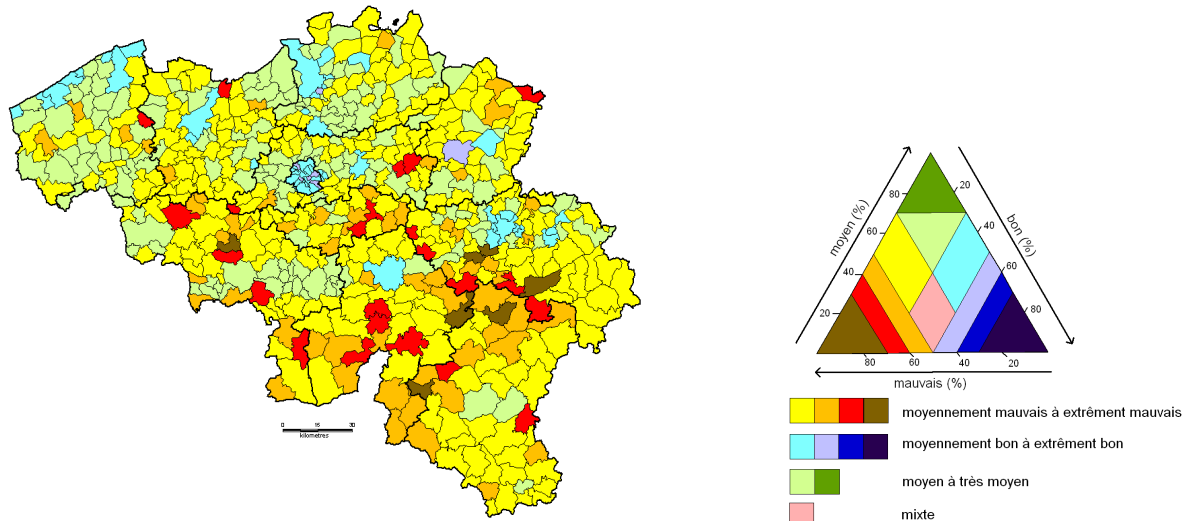 0 15 30
kilometres
moyen (%)
bon (%)
mauvais (%)
80
60
40
20
20
40
60
80
80
60
40
20
moyennement mauvais à extrêment mauvais
moyennement bon à extrêment bon
moyen à très moyen
mixte